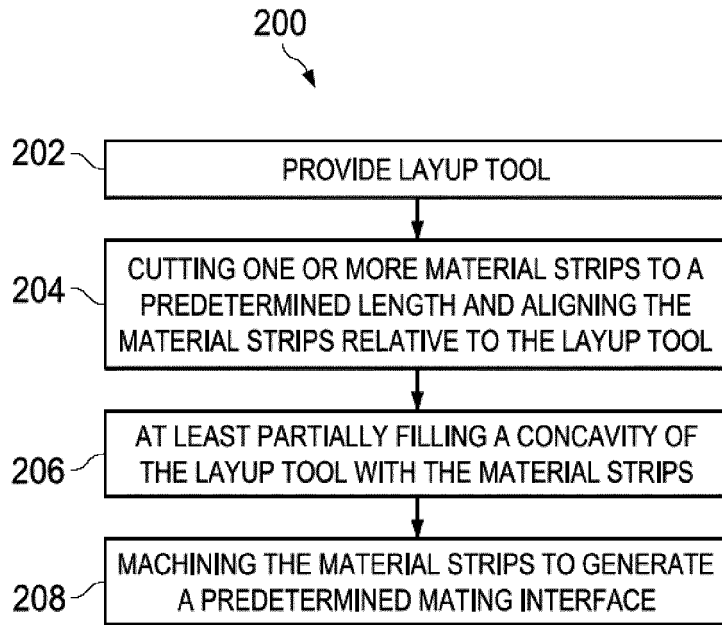 200
202
PROVIDE LAYUP TOOL
204
CUTTING ONE OR MORE MATERIAL STRIPS TO A
PREDETERMINED LENGTH AND ALIGNING THE
MATERIAL STRIPS RELATIVE TO THE LAYUP TOOL
206
AT LEAST PARTIALLY FILLING A CONCAVITY OF
THE LAYUP TOOL WITH THE MATERIAL STRIPS
208
MACHINING THE MATERIAL STRIPS TO GENERATE
A PREDETERMINED MATING INTERFACE